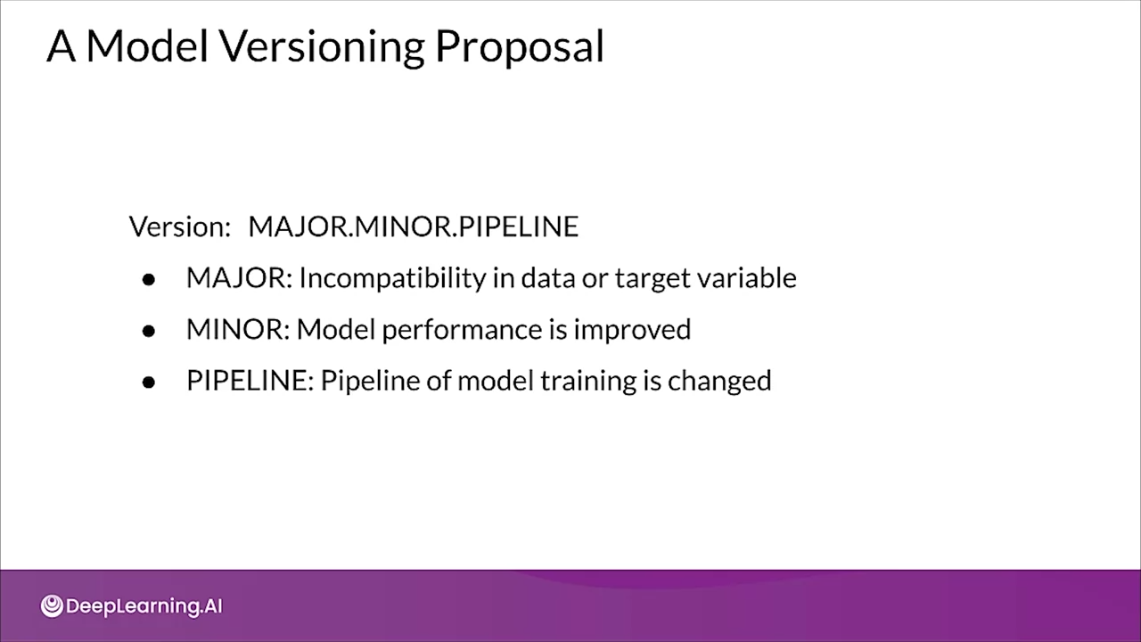 A Model Versioning Proposal
Version: MAJOR.MINOR.PIPELINE
● MAJOR: Incompatibility in data or target variable
● MINOR: Model performance is improved
● PIPELINE: Pipeline of model training is changed
DeepLearning.AI